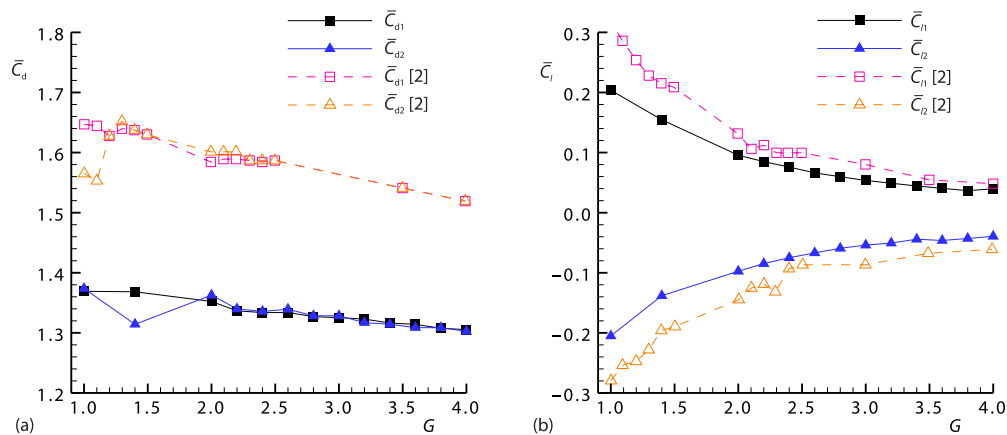 1.8
C̄d
1.7
1.6
1.5
1.4
1.3
1.2
1.0 1.5 2.0 2.5 3.0 3.5 4.0
G
(a)
C̄d1
C̄d2
C̄d1 [2]
C̄d2 [2]
0.3
C̄l
0.2
0.1
0.0
−0.1
−0.2
−0.3
1.0 1.5 2.0 2.5 3.0 3.5 4.0
G
(b)
C̄l1
C̄l2
C̄l1 [2]
C̄l2 [2]